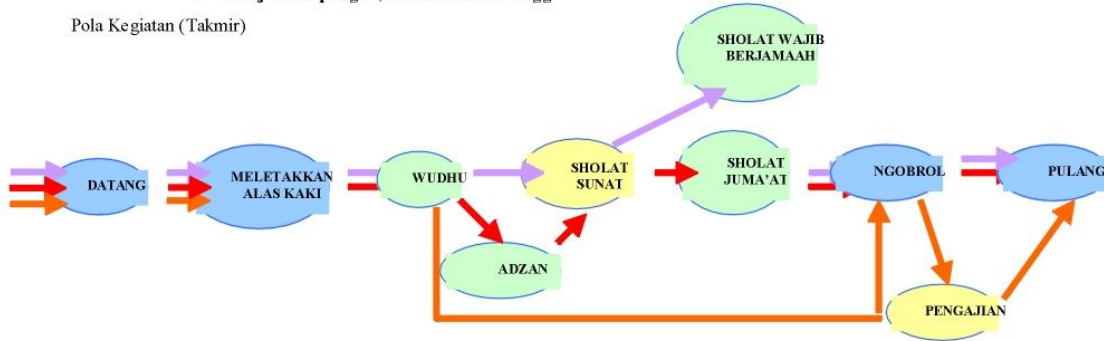 Pola Kegiatan (Takmir)
SHOLAT WAJIB
BERJAMAAH
DATANG
MELETAKKAN
ALAS KAKI
WUDHU
SHOLAT
SUNAT
SHOLAT
JUMA'AT
NGOBROL
PULANG
ADZAN
PENGAJIAN